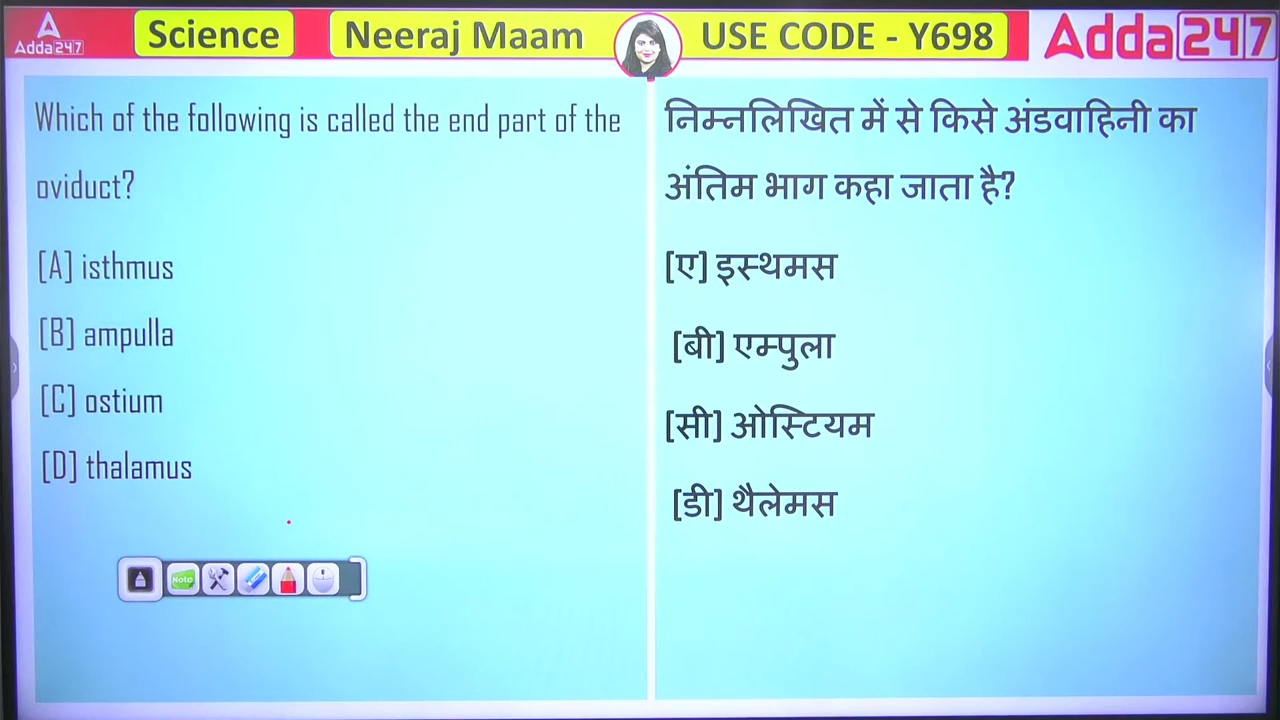 Adda247
Science
Neeraj Maam
USE CODE - Y698
Adda247
Which of the following is called the end part of the
oviduct?
[A] isthmus
[B] ampulla
[C] ostium
[D] thalamus
Note
निम्नलिखित में से किसे अंडवाहिनी का
अंतिम भाग कहा जाता है?
[ए] इस्थमस
[बी] एम्पुला
[सी] ओस्टियम
[डी] थैलेमस